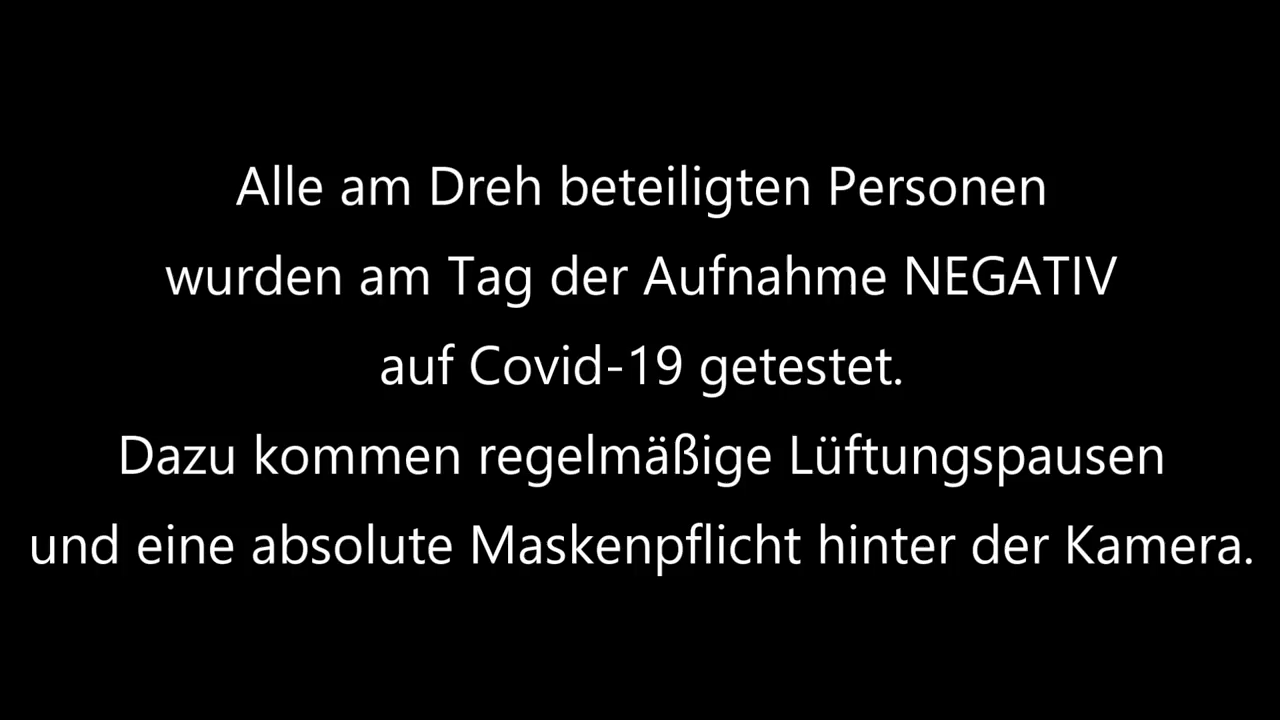 Alle am Dreh beteiligten Personen
wurden am Tag der Aufnahme NEGATIV
auf Covid-19 getestet.
Dazu kommen regelmäßige Lüftungspausen
und eine absolute Maskenpflicht hinter der Kamera.